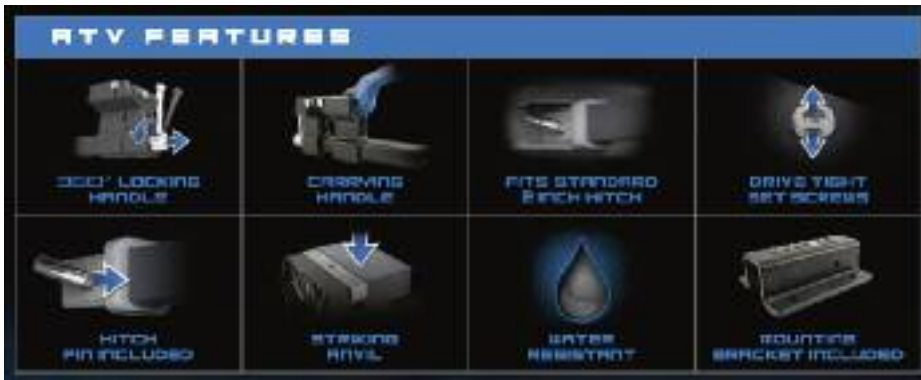 ATV FEATURES
360° LOCKING
HANDLE
CARRYING
HANDLE
FITS STANDARD
2 INCH HITCH
DRIVE TIGHT
SET SCREWS
HITCH
PIN INCLUDED
STRIKING
ANVIL
WATER
RESISTANT
MOUNTING
BRACKET INCLUDED